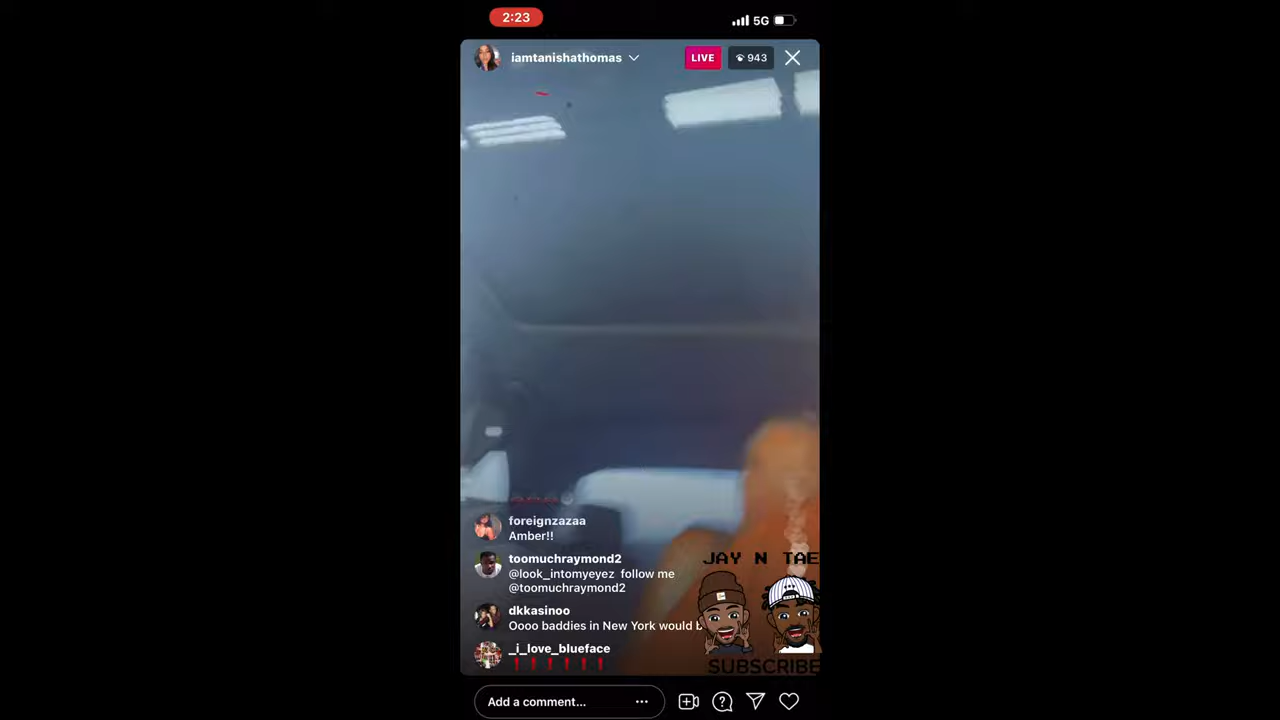 2:23
5G
iamtanishathomas
LIVE
943
foreignzazaa
Amber!!
toomuchraymond2
@look_intomyeyez follow me
@toomuchraymond2
dkkasinoo
Oooo baddies in New York would b
_i_love_blueface
❗❗❗❗❗❗
JAY N TAE
SUBSCRIBE
Add a comment...